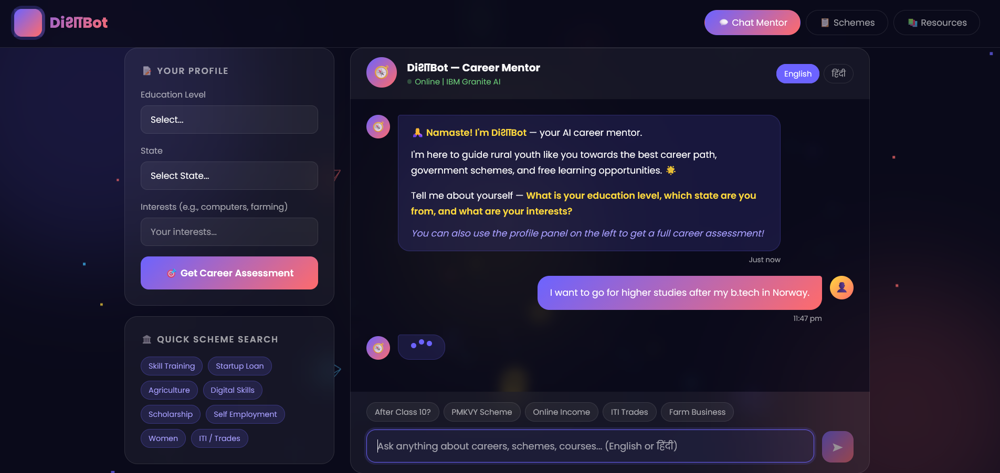 DiशाBot
Chat Mentor
Schemes
Resources
YOUR PROFILE
Education Level
Select...
State
Select State...
Interests (e.g., computers, farming)
Your interests...
Get Career Assessment
QUICK SCHEME SEARCH
Skill Training
Startup Loan
Agriculture
Digital Skills
Scholarship
Self Employment
Women
ITI / Trades
DiशाBot — Career Mentor
Online | IBM Granite AI
English
हिंदी
Namaste! I'm DiशाBot — your AI career mentor.
I'm here to guide rural youth like you towards the best career path,
government schemes, and free learning opportunities.
Tell me about yourself — What is your education level, which state are you
from, and what are your interests?
You can also use the profile panel on the left to get a full career assessment!
Just now
I want to go for higher studies after my b.tech in Norway.
11:47 pm
After Class 10?
PMKVY Scheme
Online Income
ITI Trades
Farm Business
Ask anything about careers, schemes, courses... (English or हिंदी)